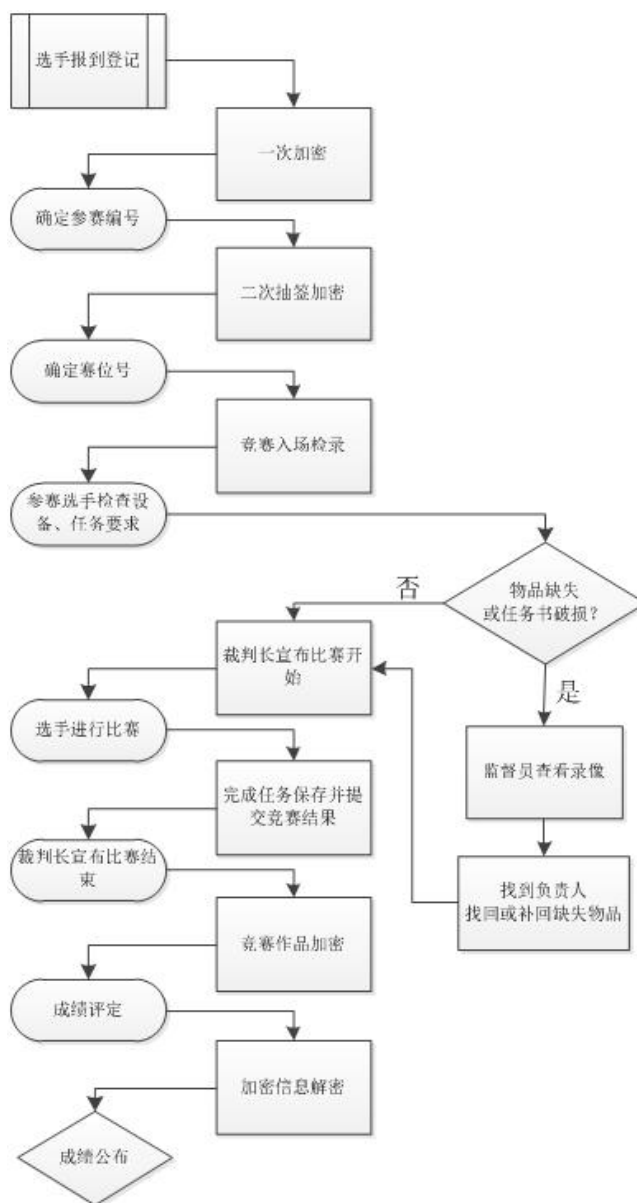 选手报到登记
一次加密
确定参赛编号
二次抽签加密
确定赛位号
竞赛入场检录
参赛选手检查设
备、任务要求
物品缺失
或任务书破损？
否
是
裁判长宣布比赛开
始
选手进行比赛
监督员查看录像
完成任务保存并提
交竞赛结果
裁判长宣布比赛结
束
找到负责人
找回或补回缺失物品
竞赛作品加密
成绩评定
加密信息解密
成绩公布